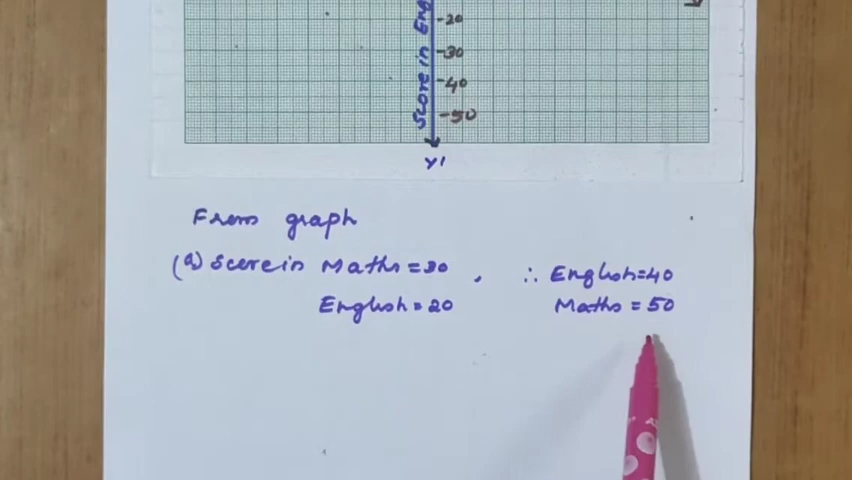 Score in Eng
-20
-30
-40
-50
Y'
From graph
(a) Score in Maths = 30 , ∴ English = 40
English = 20 Maths = 50